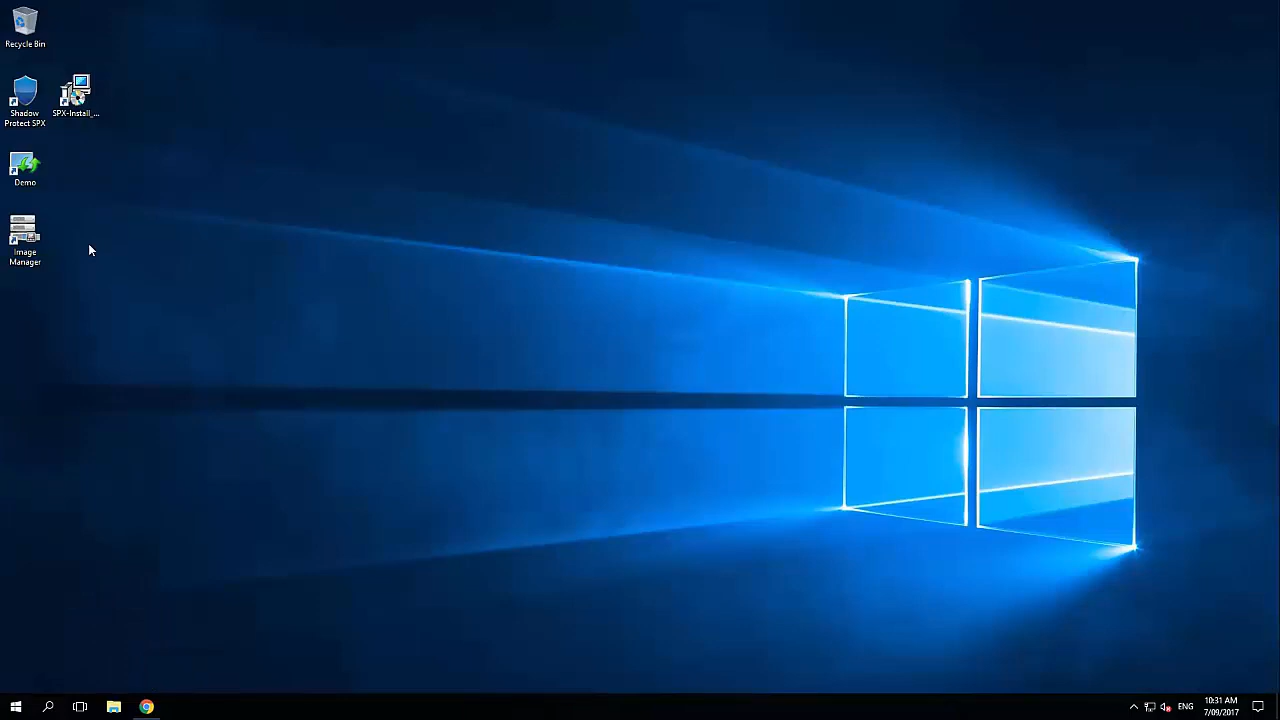 Recycle Bin
Shadow
Protect SPX
SPX-Install_...
Demo
Image
Manager
10:31 AM
ENG
7/09/2017